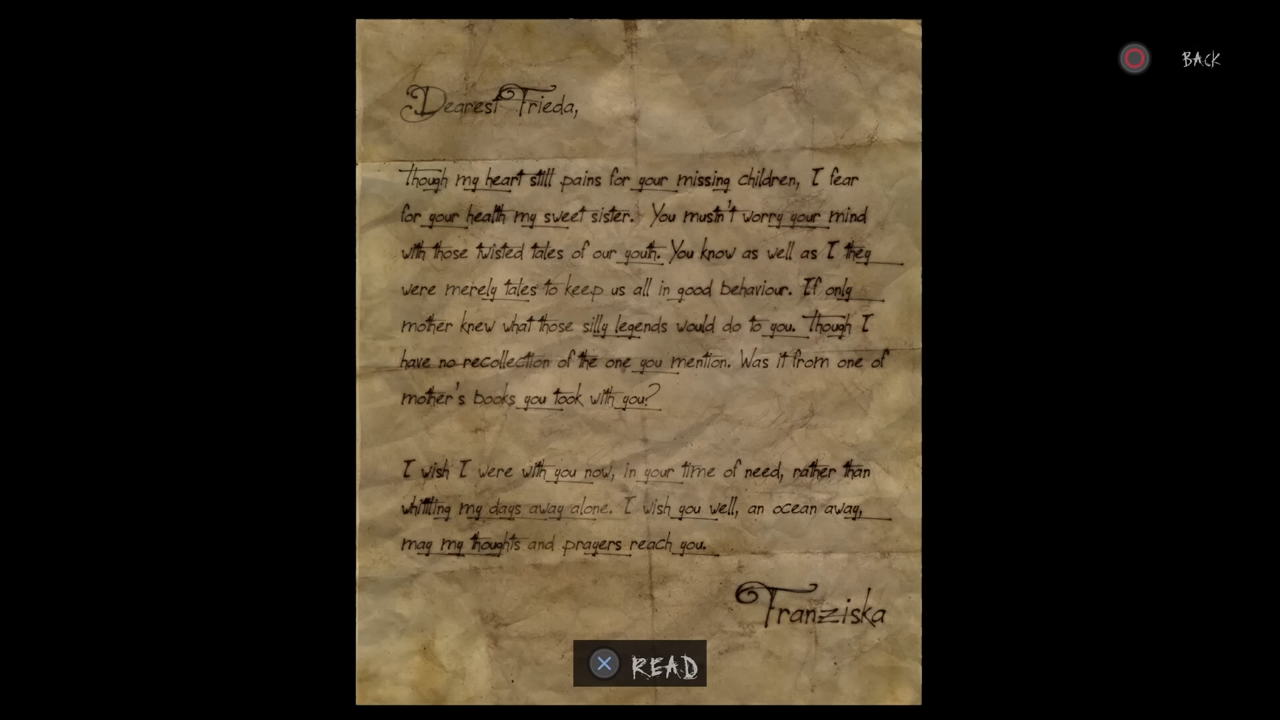 BACK
Dearest Frieda,
Though my heart still pains for your missing children, I fear
for your health my sweet sister. You mustn't worry your mind
with those twisted tales of our youth. You know as well as I they
were merely tales to keep us all in good behaviour. If only
mother knew what those silly legends would do to you. Though I
have no recollection of the one you mention. Was it from one of
mother's books you took with you?
I wish I were with you now, in your time of need, rather than
whittling my days away alone. I wish you well, an ocean away,
may my thoughts and prayers reach you.
Franziska
READ